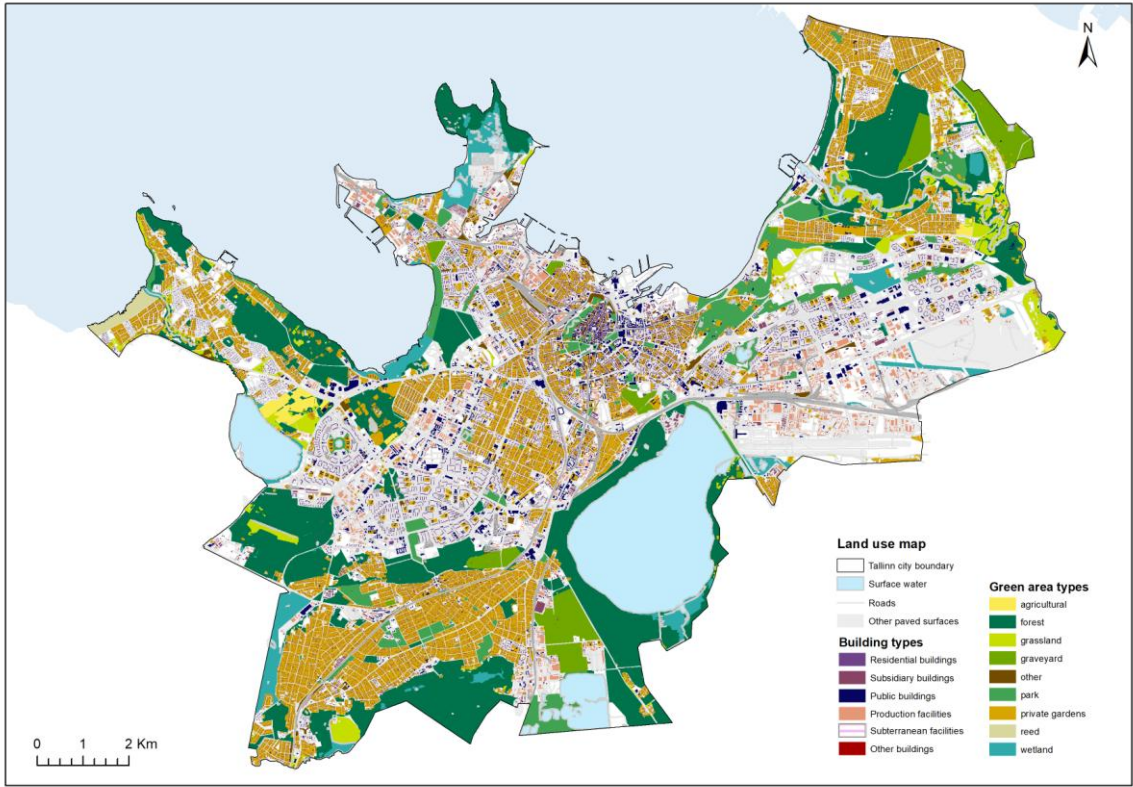 N
Land use map
Tallinn city boundary
Surface water
Roads
Other paved surfaces
Building types
Residential buildings
Subsidiary buildings
Public buildings
Production facilities
Subterranean facilities
Other buildings
Green area types
agricultural
forest
grassland
graveyard
other
park
private gardens
reed
wetland
0 1 2 Km